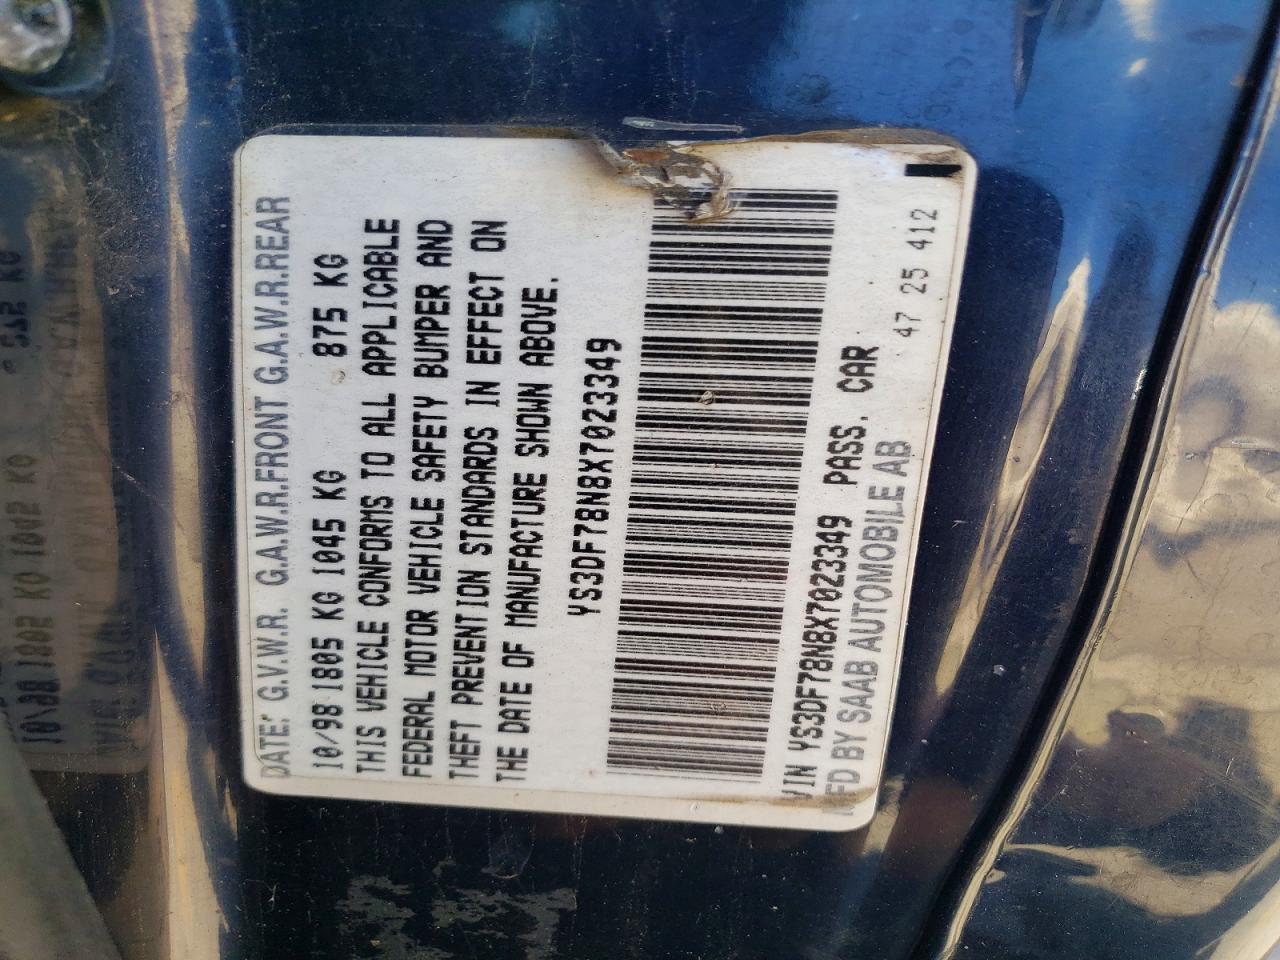 DATE: G.V.W.R. G.A.W.R.FRONT G.A.W.R.REAR
10/98 1805 KG 1045 KG 875 KG
THIS VEHICLE CONFORMS TO ALL APPLICABLE
FEDERAL MOTOR VEHICLE SAFETY BUMPER AND
THEFT PREVENTION STANDARDS IN EFFECT ON
THE DATE OF MANUFACTURE SHOWN ABOVE.
YS3DF78N8X7023349
VIN YS3DF78N8X7023349 PASS. CAR
MFD BY SAAB AUTOMOBILE AB
47 25 412